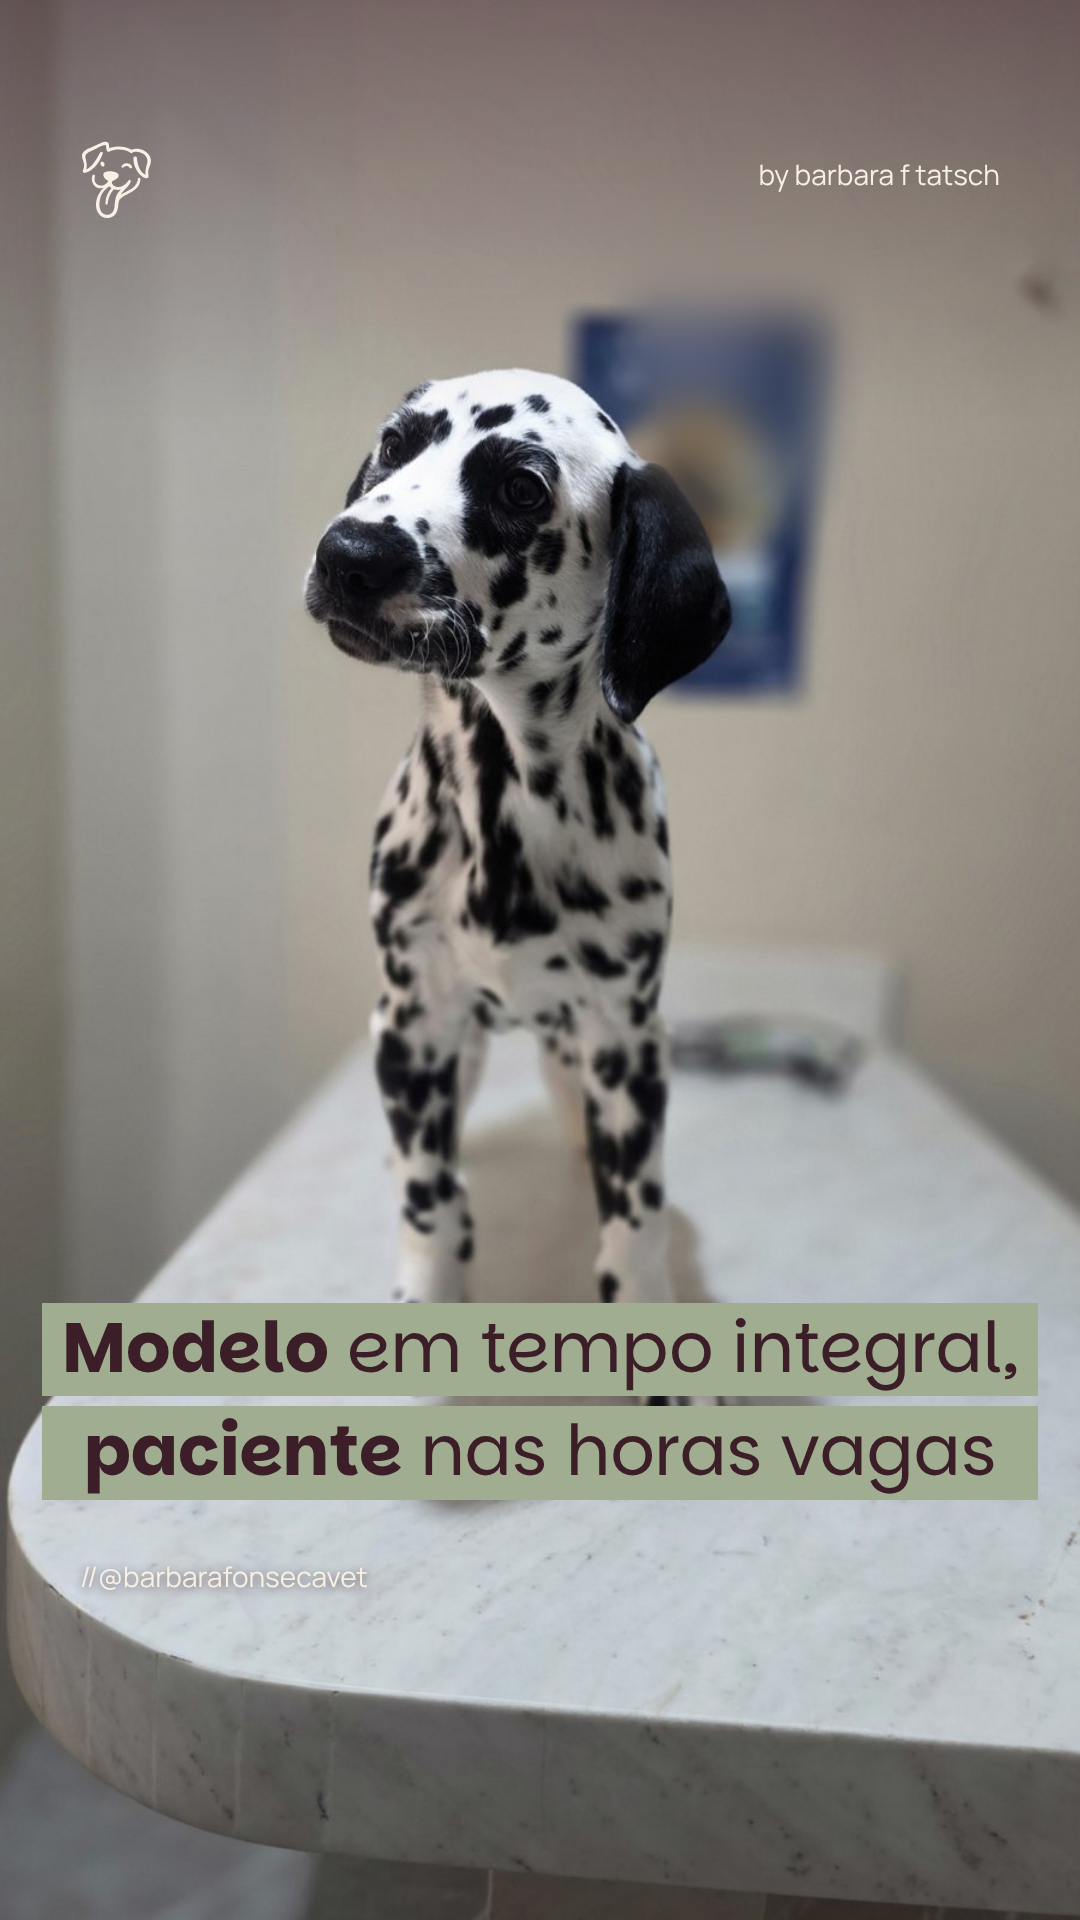 by barbara f tatsch
Modelo em tempo integral,
paciente nas horas vagas
//@barbarafonsecavet